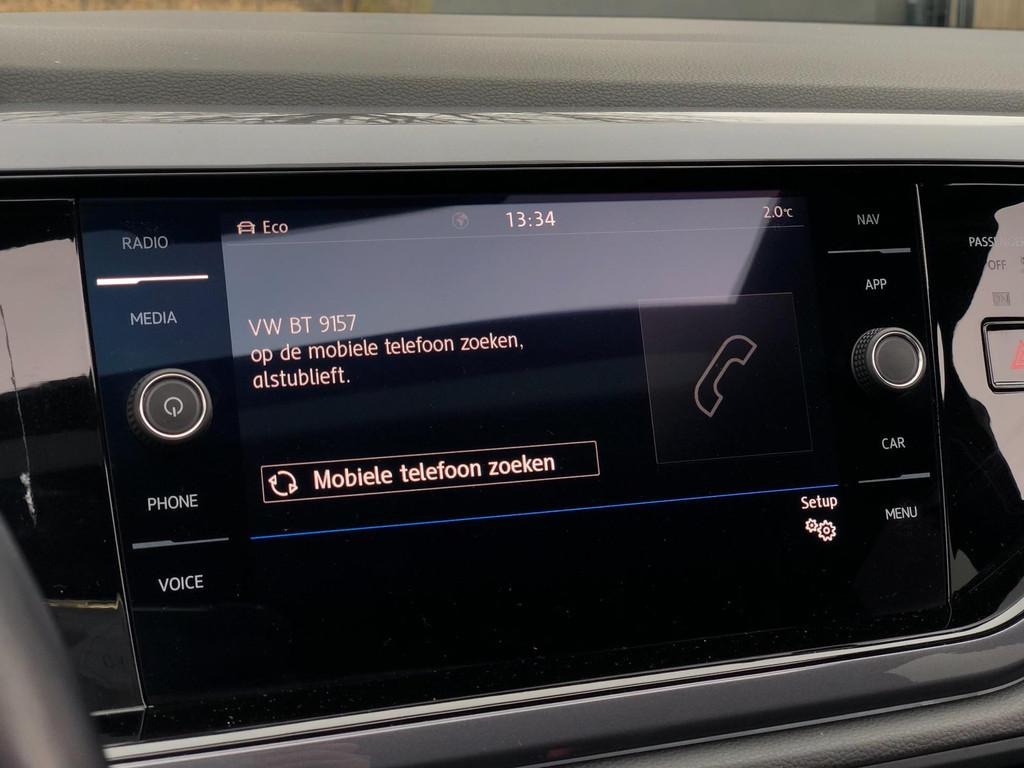 RADIO
MEDIA
PHONE
VOICE
Eco
13:34
2.0°C
VW BT 9157
op de mobiele telefoon zoeken,
alstublieft.
Mobiele telefoon zoeken
Setup
NAV
APP
CAR
MENU
OFF